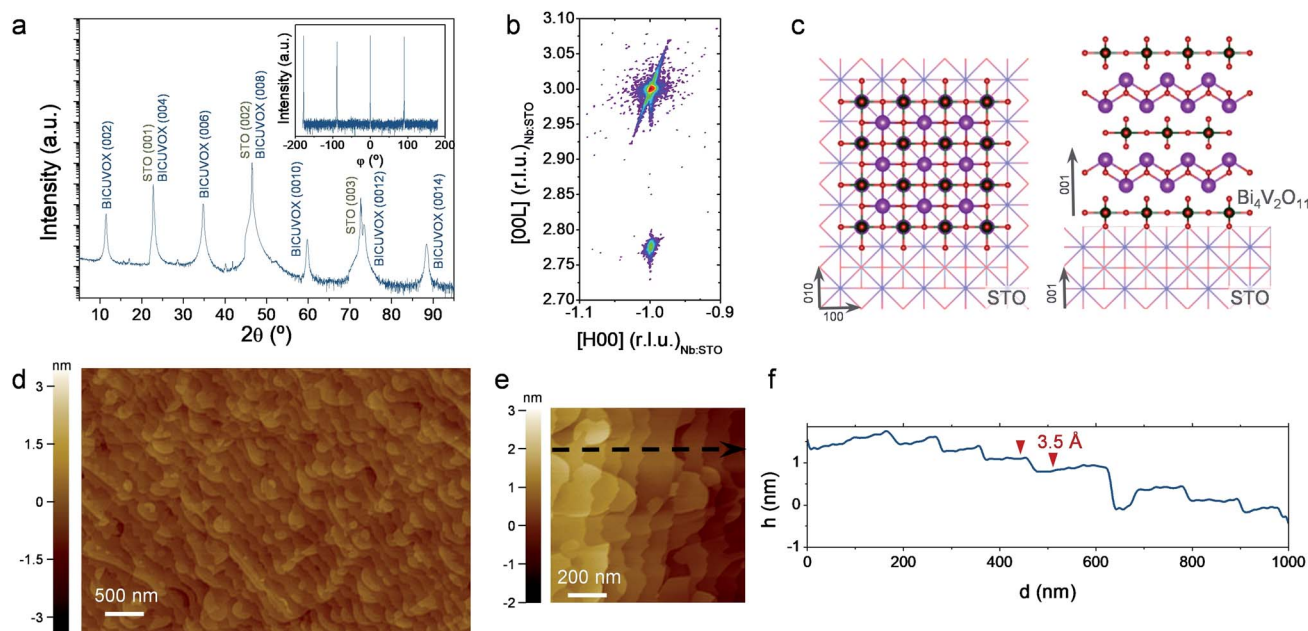 a
Intensity (a.u.)
BICUVOX (002)
STO (001)
BICUVOX (004)
BICUVOX (006)
STO (002)
BICUVOX (008)
BICUVOX (0010)
STO (003)
BICUVOX (0012)
BICUVOX (0014)
10 20 30 40 50 60 70 80 90
2θ (º)
Intensity (a.u.)
-200 -100 0 100 200
φ (º)
b
[00L] (r.l.u.)Nb:STO
3.10
3.05
3.00
2.95
2.90
2.85
2.80
2.75
2.70
-1.1 -1.0 -0.9
[H00] (r.l.u.)Nb:STO
c
010
100
STO
001
Bi4V2O11
001
STO
d
nm
3
1.5
0
-1.5
-3
500 nm
e
nm
3
2
1
0
-1
-2
200 nm
f
h (nm)
1
0
-1
3.5 Å
0 200 400 600 800 1000
d (nm)